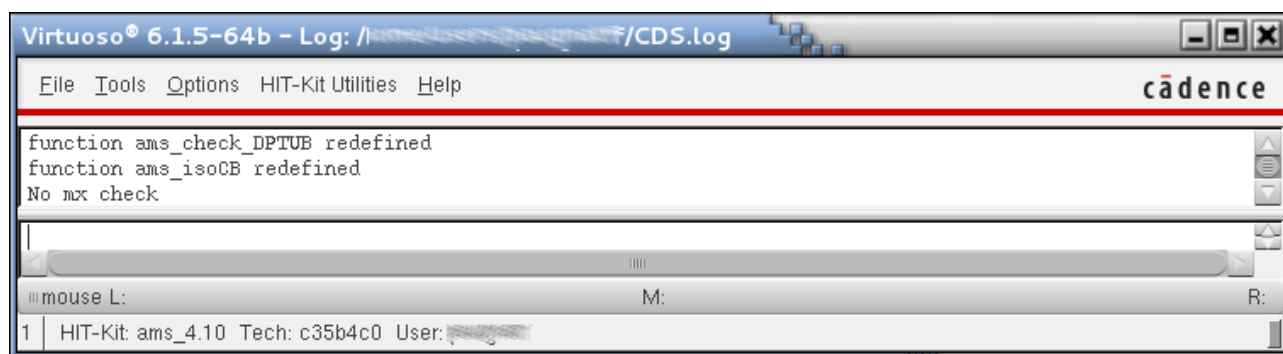 Virtuoso® 6.1.5-64b - Log: / /CDS.log
File Tools Options HIT-Kit Utilities Help
cādence
function ams_check_DPTUB redefined
function ams_isoCB redefined
No mx check
mouse L: M: R:
1 HIT-Kit: ams_4.10 Tech: c35b4c0 User: